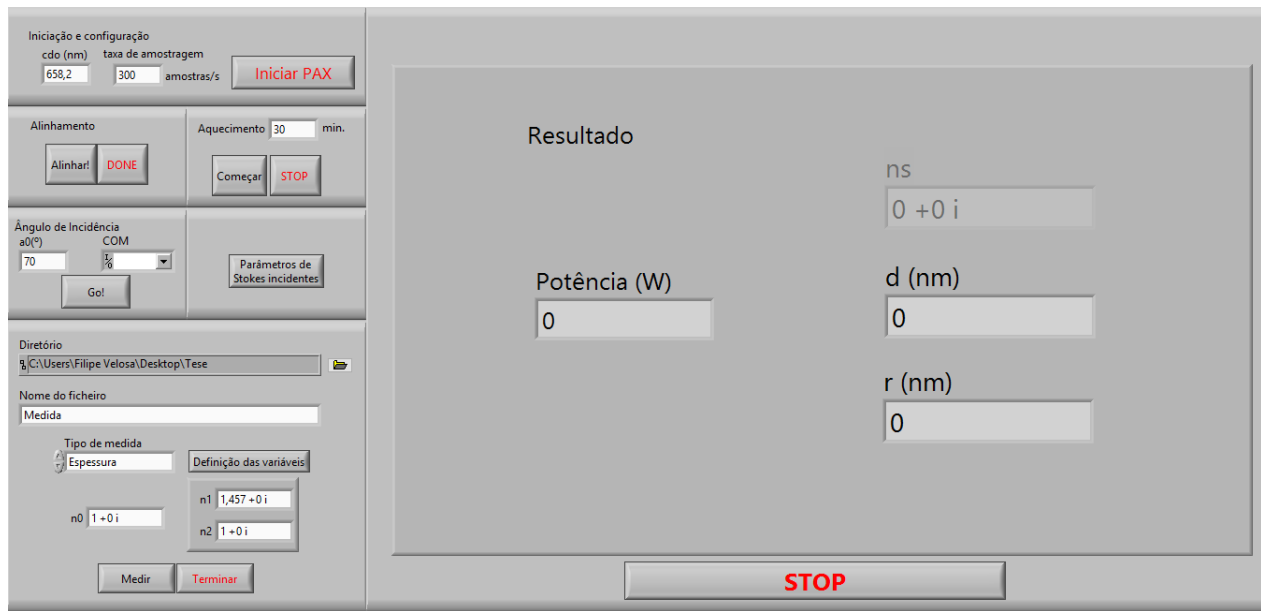 Iniciação e configuração
cdo (nm) taxa de amostragem
658,2 300 amostras/s Iniciar PAX
Alinhamento
Alinhar! DONE
Aquecimento 30 min.
Começar STOP
Ângulo de Incidência
a0(º) COM
70
Go!
Parâmetros de
Stokes incidentes
Diretório
C:\Users\Filipe Velosa\Desktop\Tese
Nome do ficheiro
Medida
Tipo de medida
Espessura Definição das variáveis
n0 1 +0 i
n1 1,457 +0 i
n2 1 +0 i
Medir Terminar
Resultado
ns
0 +0 i
Potência (W)
0
d (nm)
0
r (nm)
0
STOP